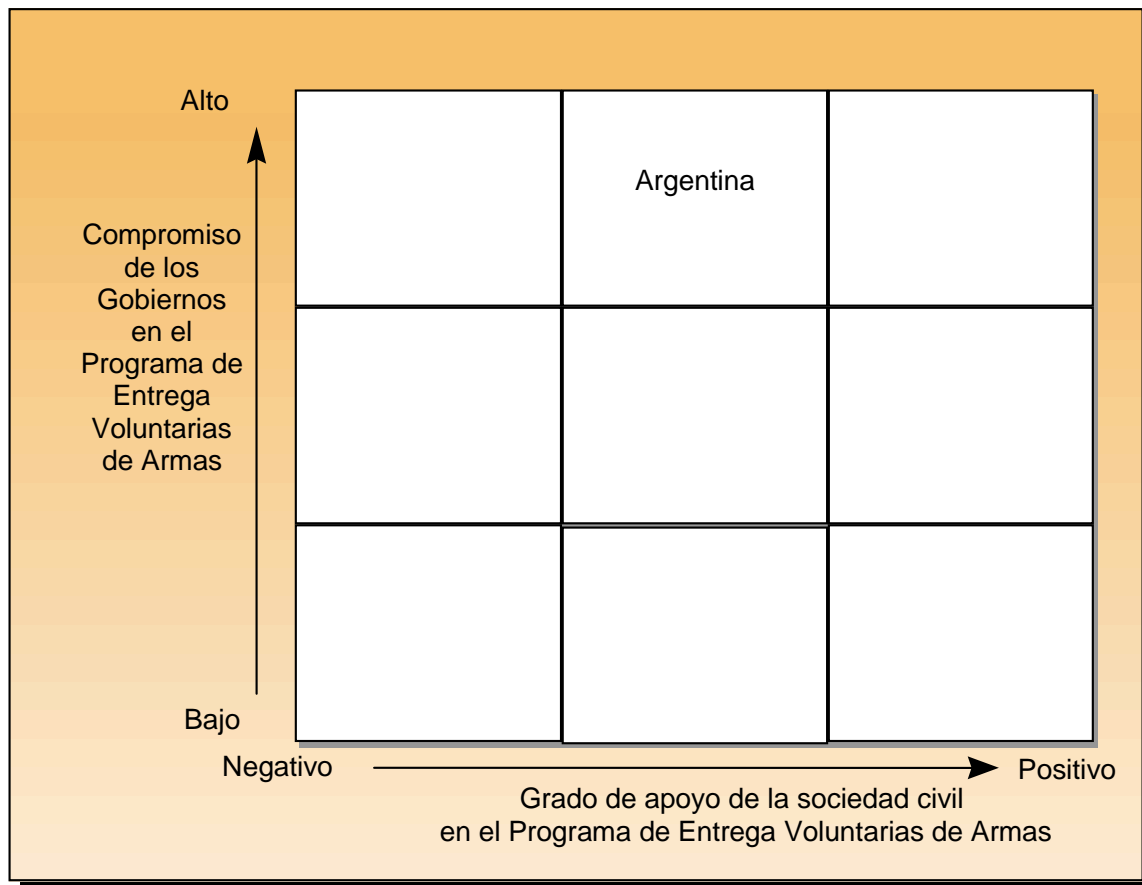 Alto
Argentina
Compromiso
de los
Gobiernos
en el
Programa de
Entrega
Voluntarias
de Armas
Bajo
Negativo
Positivo
Grado de apoyo de la sociedad civil
en el Programa de Entrega Voluntarias de Armas